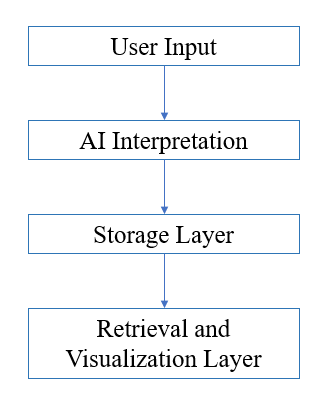 User Input
AI Interpretation
Storage Layer
Retrieval and
Visualization Layer